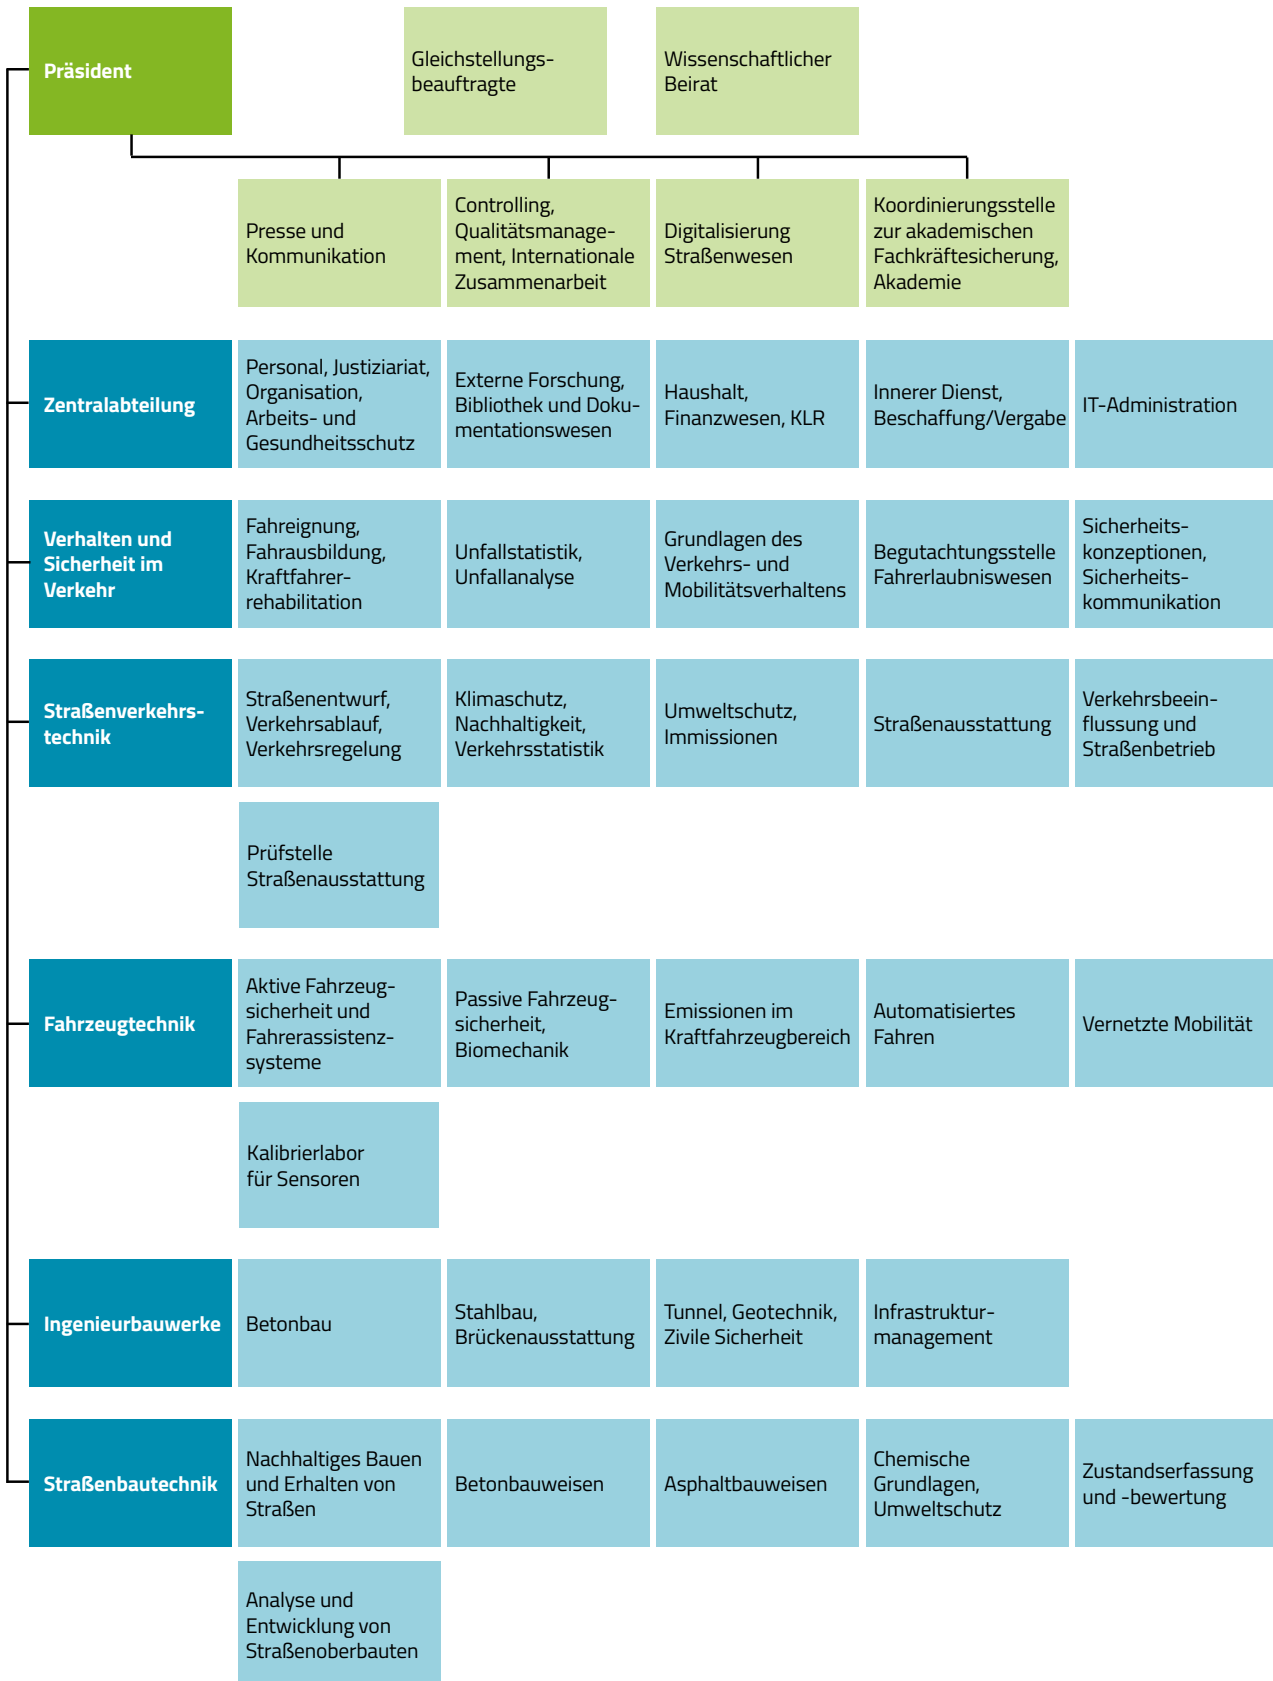 Präsident
Gleichstellungs-
beauftragte
Wissenschaftlicher
Beirat
Presse und
Kommunikation
Controlling,
Qualitätsmanage-
ment, Internationale
Zusammenarbeit
Digitalisierung
Straßenwesen
Koordinierungsstelle
zur akademischen
Fachkräftesicherung,
Akademie
Zentralabteilung
Personal, Justiziariat,
Organisation,
Arbeits- und
Gesundheitsschutz
Externe Forschung,
Bibliothek und Doku-
mentationswesen
Haushalt,
Finanzwesen, KLR
Innerer Dienst,
Beschaffung/Vergabe
IT-Administration
Verhalten und
Sicherheit im
Verkehr
Fahreignung,
Fahrausbildung,
Kraftfahrer-
rehabilitation
Unfallstatistik,
Unfallanalyse
Grundlagen des
Verkehrs- und
Mobilitätsverhaltens
Begutachtungsstelle
Fahrerlaubniswesen
Sicherheits-
konzeptionen,
Sicherheits-
kommunikation
Straßenverkehrs-
technik
Straßenentwurf,
Verkehrsablauf,
Verkehrsregelung
Klimaschutz,
Nachhaltigkeit,
Verkehrsstatistik
Umweltschutz,
Immissionen
Straßenausstattung
Verkehrsbeein-
flussung und
Straßenbetrieb
Prüfstelle
Straßenausstattung
Fahrzeugtechnik
Aktive Fahrzeug-
sicherheit und
Fahrerassistenz-
systeme
Passive Fahrzeug-
sicherheit,
Biomechanik
Emissionen im
Kraftfahrzeugbereich
Automatisiertes
Fahren
Vernetzte Mobilität
Kalibrierlabor
für Sensoren
Ingenieurbauwerke
Betonbau
Stahlbau,
Brückenausstattung
Tunnel, Geotechnik,
Zivile Sicherheit
Infrastruktur-
management
Straßenbautechnik
Nachhaltiges Bauen
und Erhalten von
Straßen
Betonbauweisen
Asphaltbauweisen
Chemische
Grundlagen,
Umweltschutz
Zustandserfassung
und -bewertung
Analyse und
Entwicklung von
Straßenoberbauten